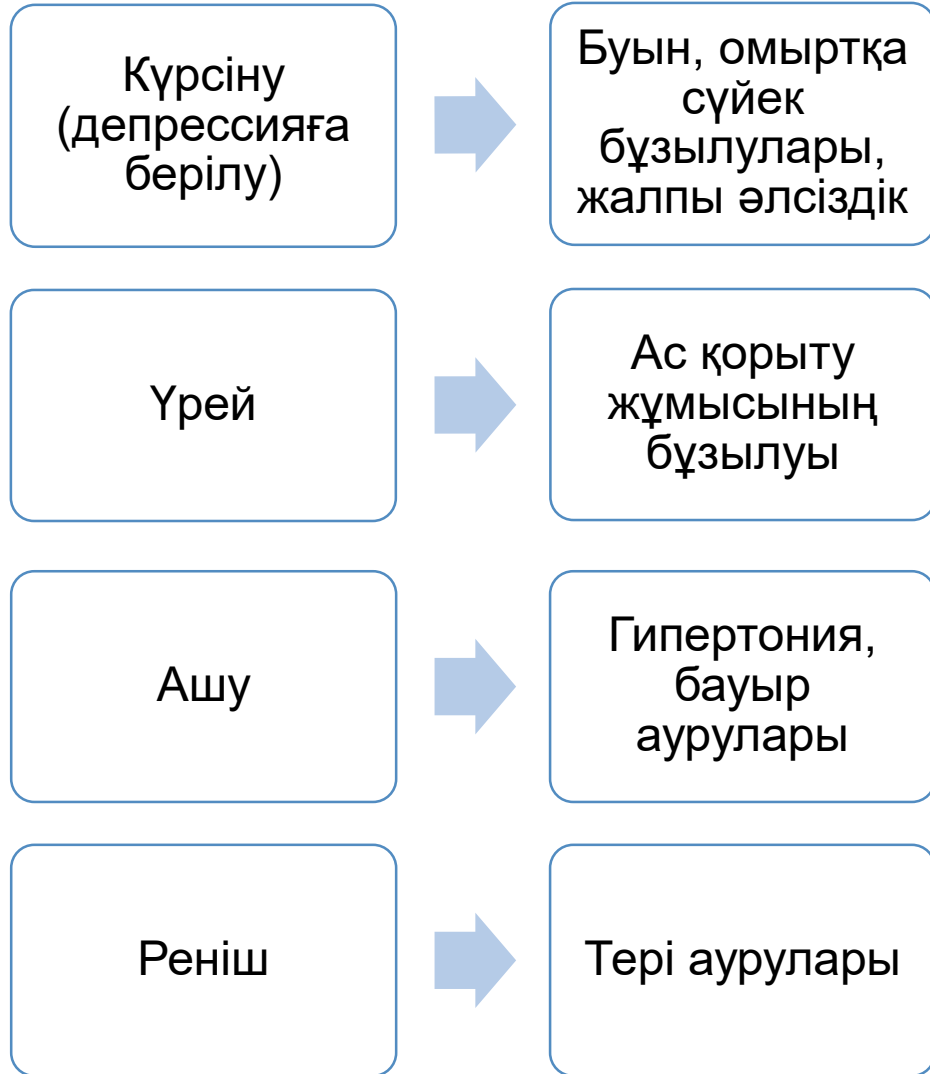 Күрсіну
(депрессияға
берілу)
Буын, омыртқа
сүйек
бұзылулары,
жалпы әлсіздік
Үрей
Ас қорыту
жұмысының
бұзылуы
Ашу
Гипертония,
бауыр
аурулары
Реніш
Тері аурулары